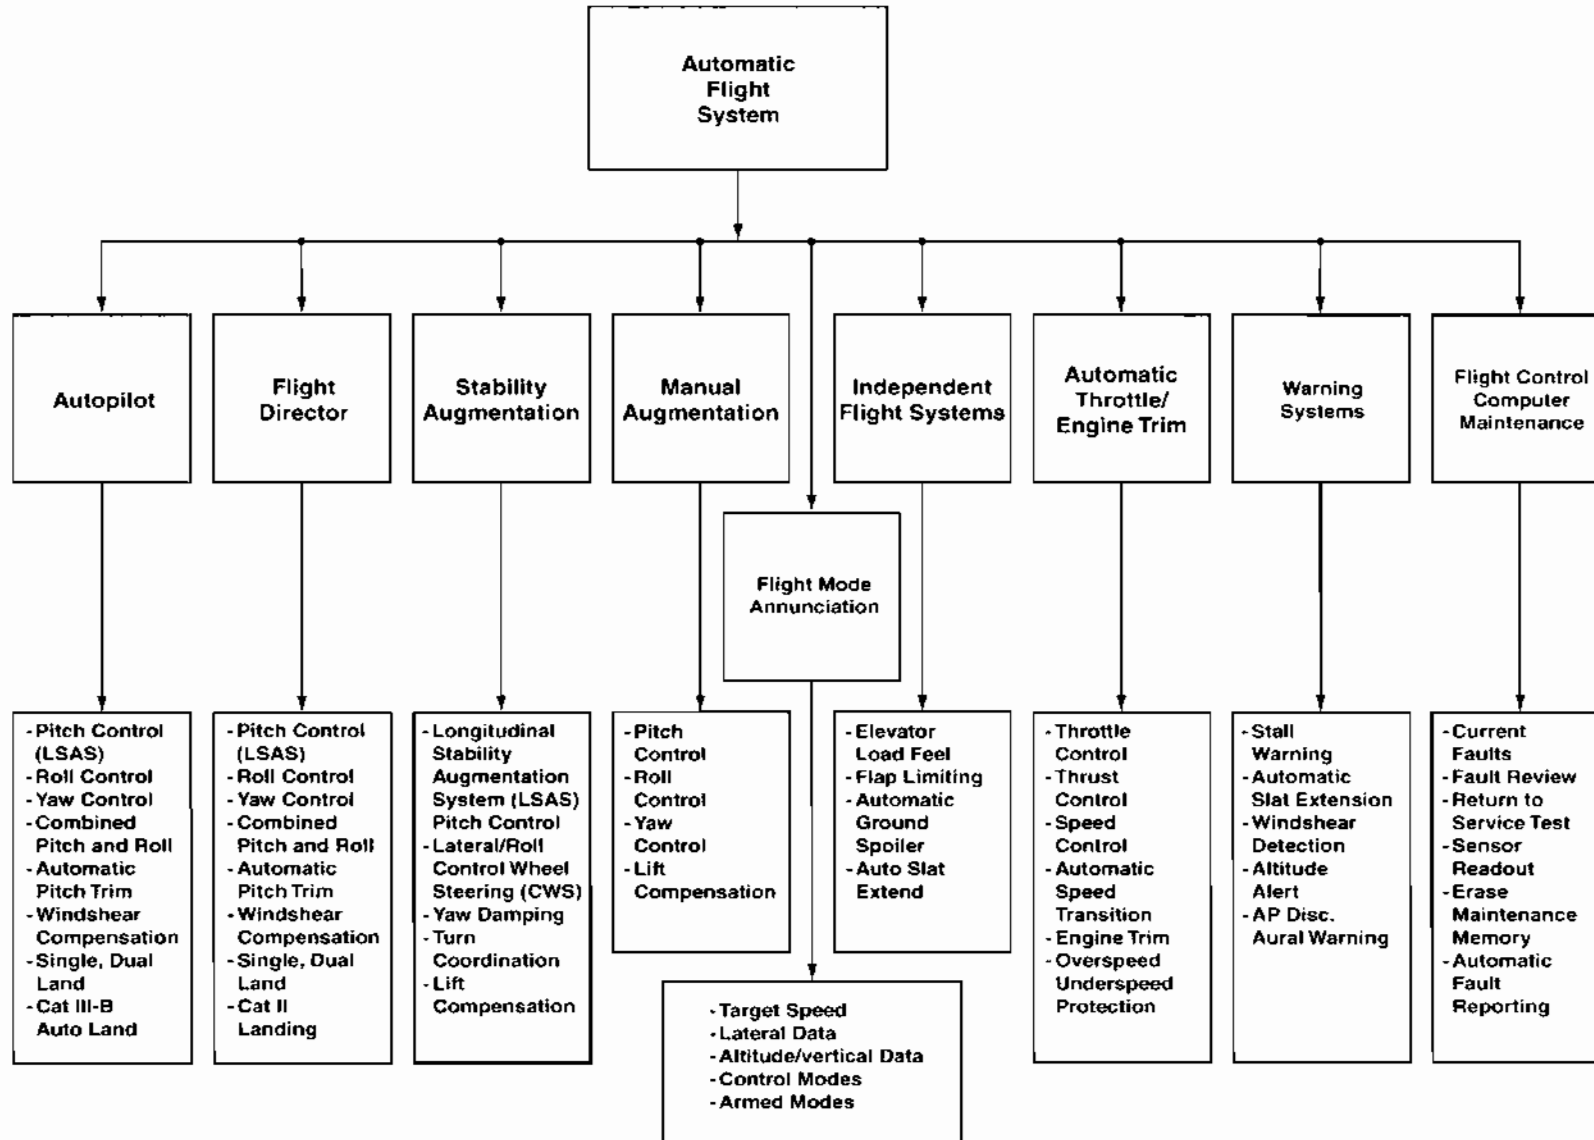 Automatic
Flight
System
Autopilot
Flight
Director
Stability
Augmentation
Manual
Augmentation
Independent
Flight Systems
Automatic
Throttle/
Engine Trim
Warning
Systems
Flight Control
Computer
Maintenance
Flight Mode
Annunciation
- Pitch Control
(LSAS)
- Roll Control
- Yaw Control
- Combined
Pitch and Roll
- Automatic
Pitch Trim
- Windshear
Compensation
- Single, Dual
Land
- Cat III-B
Auto Land
- Pitch Control
(LSAS)
- Roll Control
- Yaw Control
- Combined
Pitch and Roll
- Automatic
Pitch Trim
- Windshear
Compensation
- Single, Dual
Land
- Cat II
Landing
- Longitudinal
Stability
Augmentation
System (LSAS)
Pitch Control
- Lateral/Roll
Control Wheel
Steering (CWS)
- Yaw Damping
- Turn
Coordination
- Lift
Compensation
- Pitch
Control
- Roll
Control
- Yaw
Control
- Lift
Compensation
- Elevator
Load Feel
- Flap Limiting
- Automatic
Ground
Spoiler
- Auto Slat
Extend
- Throttle
Control
- Thrust
Control
- Speed
Control
- Automatic
Speed
Transition
- Engine Trim
- Overspeed
Underspeed
Protection
- Stall
Warning
- Automatic
Slat Extension
- Windshear
Detection
- Altitude
Alert
- AP Disc.
Aural Warning
- Current
Faults
- Fault Review
- Return to
Service Test
- Sensor
Readout
- Erase
Maintenance
Memory
- Automatic
Fault
Reporting
- Target Speed
- Lateral Data
- Altitude/vertical Data
- Control Modes
- Armed Modes